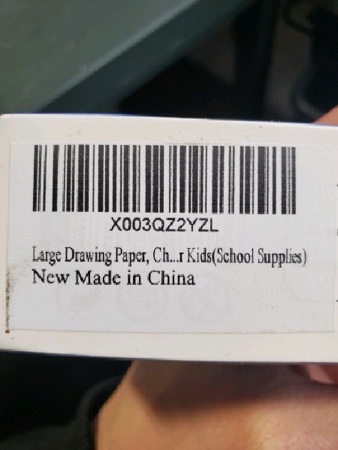 X003QZ2YZL
Large Drawing Paper, Ch...r Kids(School Supplies)
New Made in China